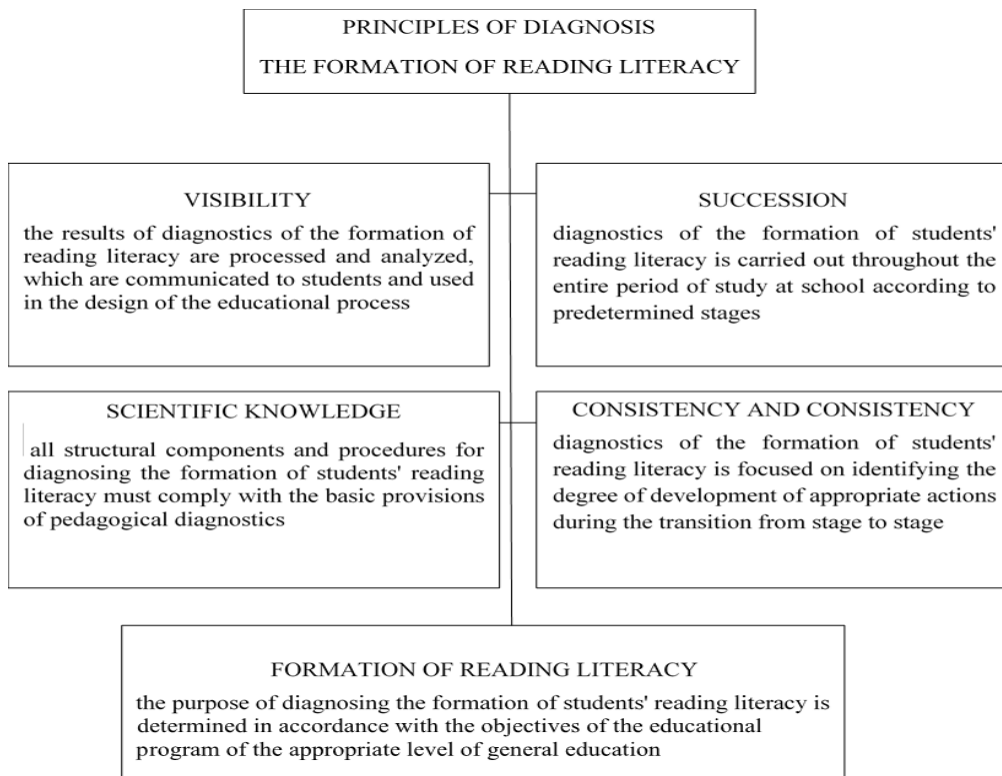 PRINCIPLES OF DIAGNOSIS
THE FORMATION OF READING LITERACY
VISIBILITY
the results of diagnostics of the formation of
reading literacy are processed and analyzed,
which are communicated to students and used
in the design of the educational process
SUCCESSION
diagnostics of the formation of students'
reading literacy is carried out throughout the
entire period of study at school according to
predetermined stages
SCIENTIFIC KNOWLEDGE
all structural components and procedures for
diagnosing the formation of students' reading
literacy must comply with the basic provisions
of pedagogical diagnostics
CONSISTENCY AND CONSISTENCY
diagnostics of the formation of students'
reading literacy is focused on identifying the
degree of development of appropriate actions
during the transition from stage to stage
FORMATION OF READING LITERACY
the purpose of diagnosing the formation of students' reading literacy is
determined in accordance with the objectives of the educational
program of the appropriate level of general education